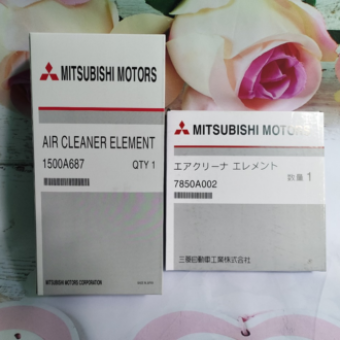 MITSUBISHI MOTORS
AIR CLEANER ELEMENT
1500A687 QTY 1
MITSUBISHI MOTORS CORPORATION
MITSUBISHI MOTORS
エアクリーナ エレメント
7850A002 数量 1
三菱自動車工業株式会社